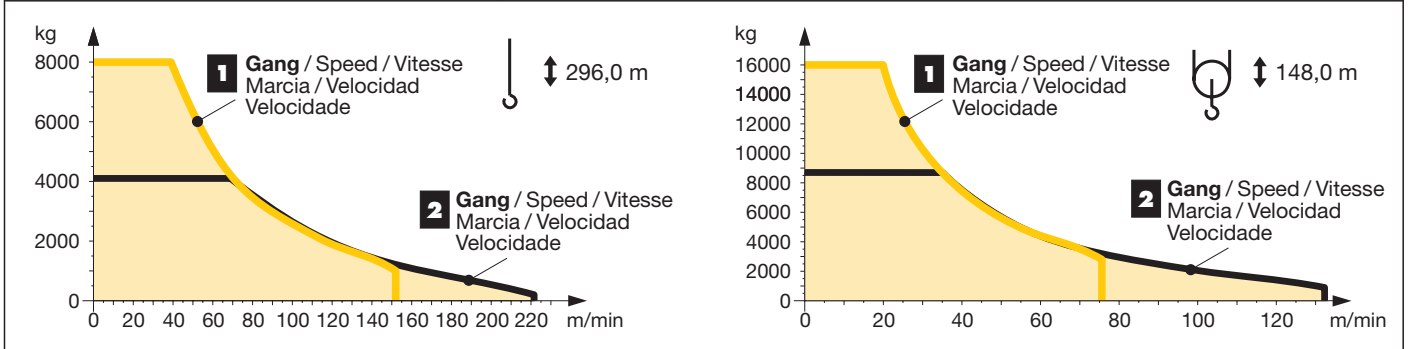 kg
8000
6000
4000
2000
0
1 Gang / Speed / Vitesse
Marcia / Velocidad
Velocidade
296,0 m
2 Gang / Speed / Vitesse
Marcia / Velocidad
Velocidade
0 20 40 60 80 100 120 140 160 180 200 220 m/min
kg
16000
14000
12000
10000
8000
6000
4000
2000
0
1 Gang / Speed / Vitesse
Marcia / Velocidad
Velocidade
148,0 m
2 Gang / Speed / Vitesse
Marcia / Velocidad
Velocidade
0 20 40 60 80 100 120 m/min